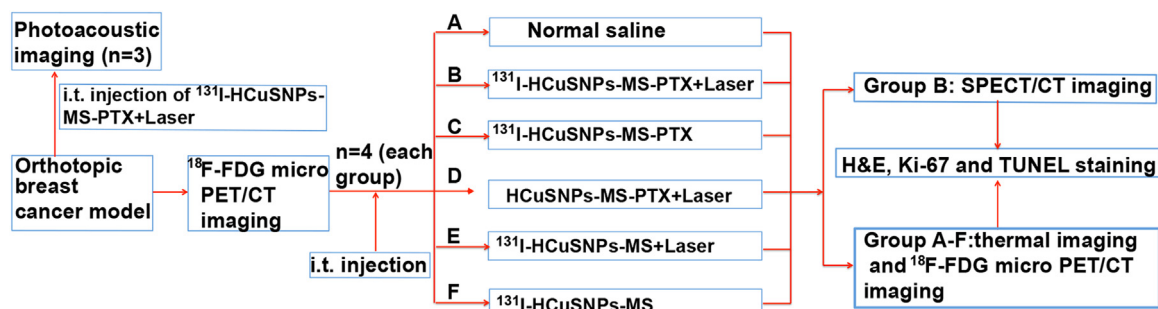 Photoacoustic
imaging (n=3)
i.t. injection of ¹³¹I-HCuSNPs-
MS-PTX+Laser
Orthotopic
breast
cancer model
¹⁸F-FDG micro
PET/CT
imaging
n=4 (each
group)
i.t. injection
A
Normal saline
B
¹³¹I-HCuSNPs-MS-PTX+Laser
C
¹³¹I-HCuSNPs-MS-PTX
D
HCuSNPs-MS-PTX+Laser
E
¹³¹I-HCuSNPs-MS+Laser
F
¹³¹I-HCuSNPs-MS
Group B: SPECT/CT imaging
H&E, Ki-67 and TUNEL staining
Group A-F:thermal imaging
and ¹⁸F-FDG micro PET/CT
imaging